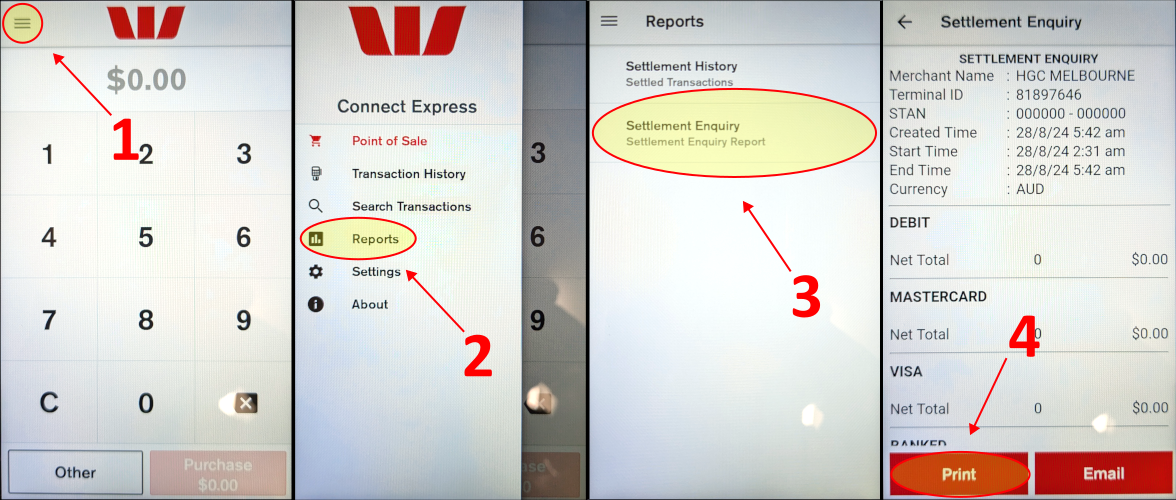 $0.00
1
2
3
4
5
6
7
8
9
C
0
Other
Purchase
$0.00
1
Connect Express
Point of Sale
Transaction History
Search Transactions
Reports
Settings
About
3
6
9
0
2
Reports
Settlement History
Settled Transactions
Settlement Enquiry
Settlement Enquiry Report
3
Settlement Enquiry
SETTLEMENT ENQUIRY
Merchant Name : HGC MELBOURNE
Terminal ID : 81897646
STAN : 000000 - 000000
Created Time : 28/8/24 5:42 am
Start Time : 28/8/24 2:31 am
End Time : 28/8/24 5:42 am
Currency : AUD
DEBIT
Net Total 0 $0.00
MASTERCARD
Net Total 0 $0.00
VISA
Net Total 0 $0.00
BANKED
Print
Email
4